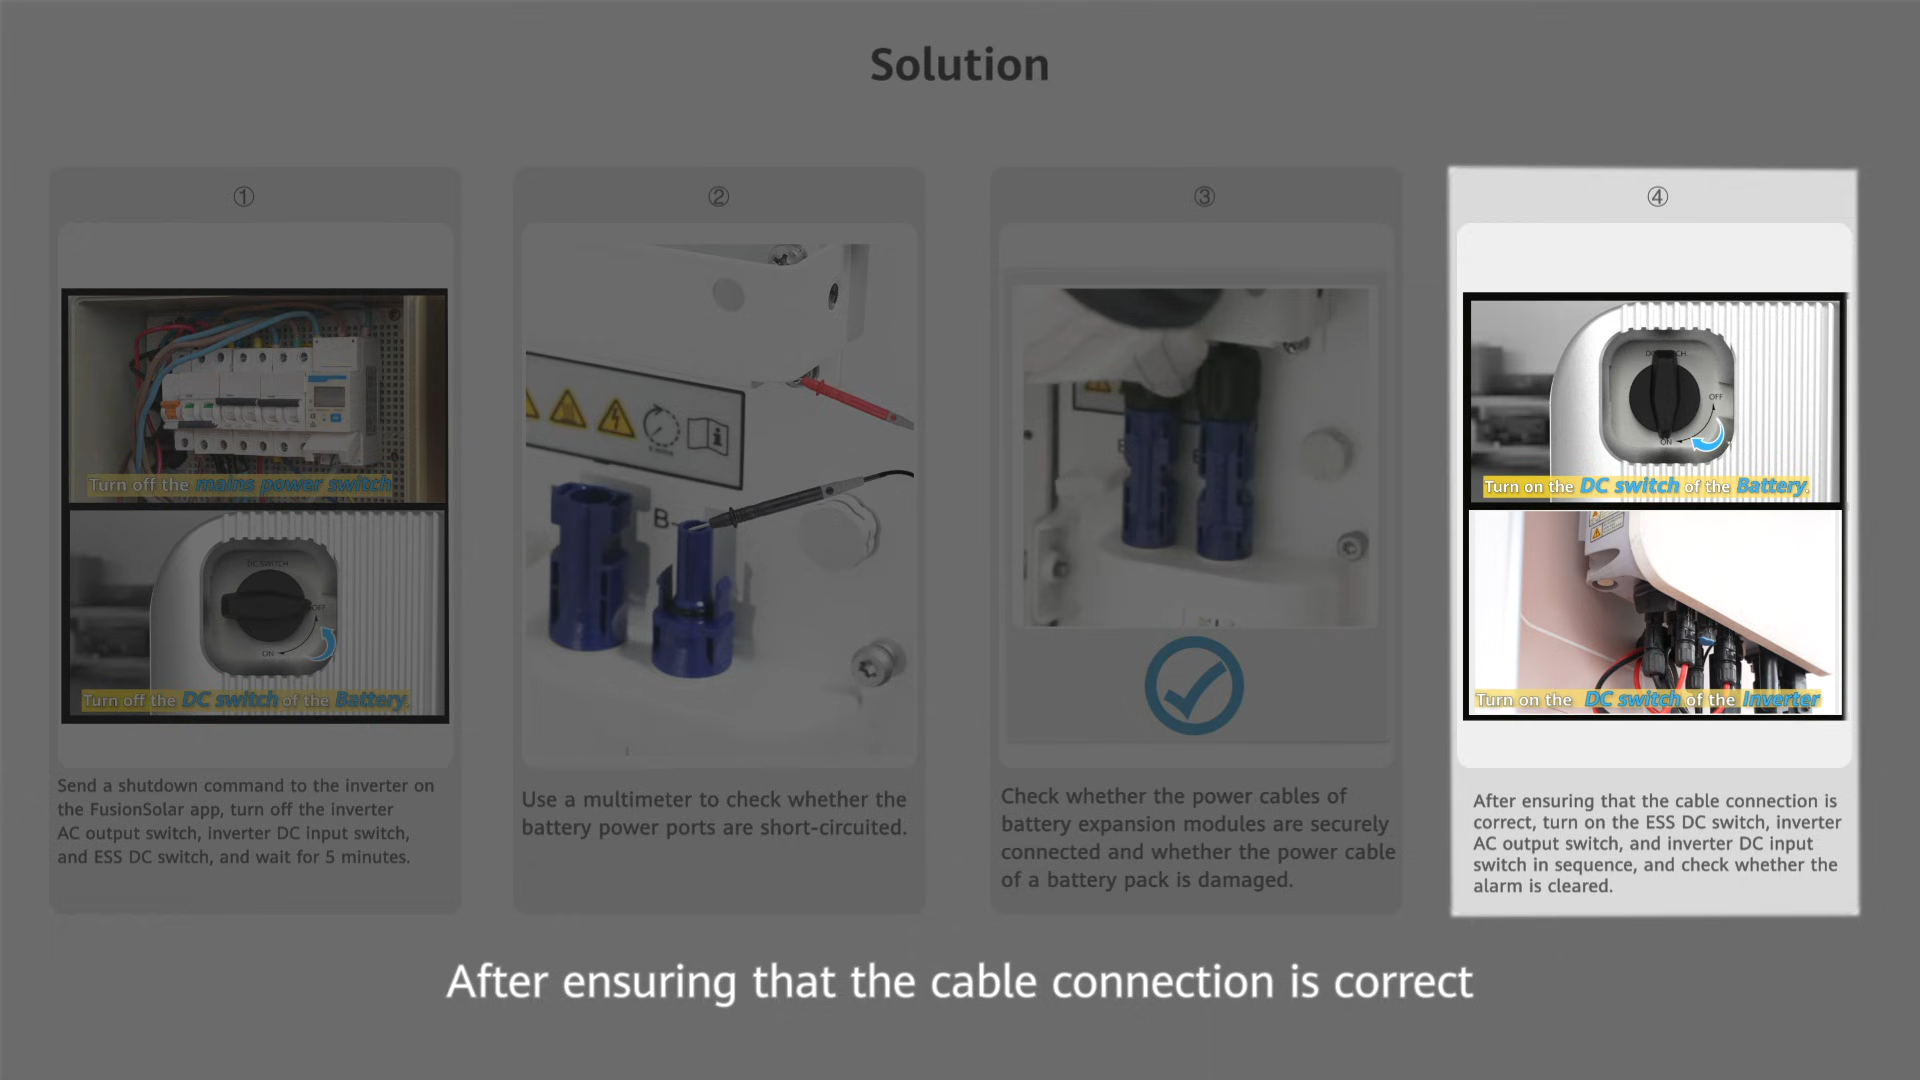 Solution
①
Turn off the mains power switch
DC SWITCH
OFF
ON
Turn off the DC switch of the Battery.
Send a shutdown command to the inverter on
the FusionSolar app, turn off the inverter
AC output switch, inverter DC input switch,
and ESS DC switch, and wait for 5 minutes.
②
B-
Use a multimeter to check whether the
battery power ports are short-circuited.
③
Check whether the power cables of
battery expansion modules are securely
connected and whether the power cable
of a battery pack is damaged.
④
OFF
ON
Turn on the DC switch of the Battery.
Turn on the DC switch of the Inverter
After ensuring that the cable connection is
correct, turn on the ESS DC switch, inverter
AC output switch, and inverter DC input
switch in sequence, and check whether the
alarm is cleared.
After ensuring that the cable connection is correct